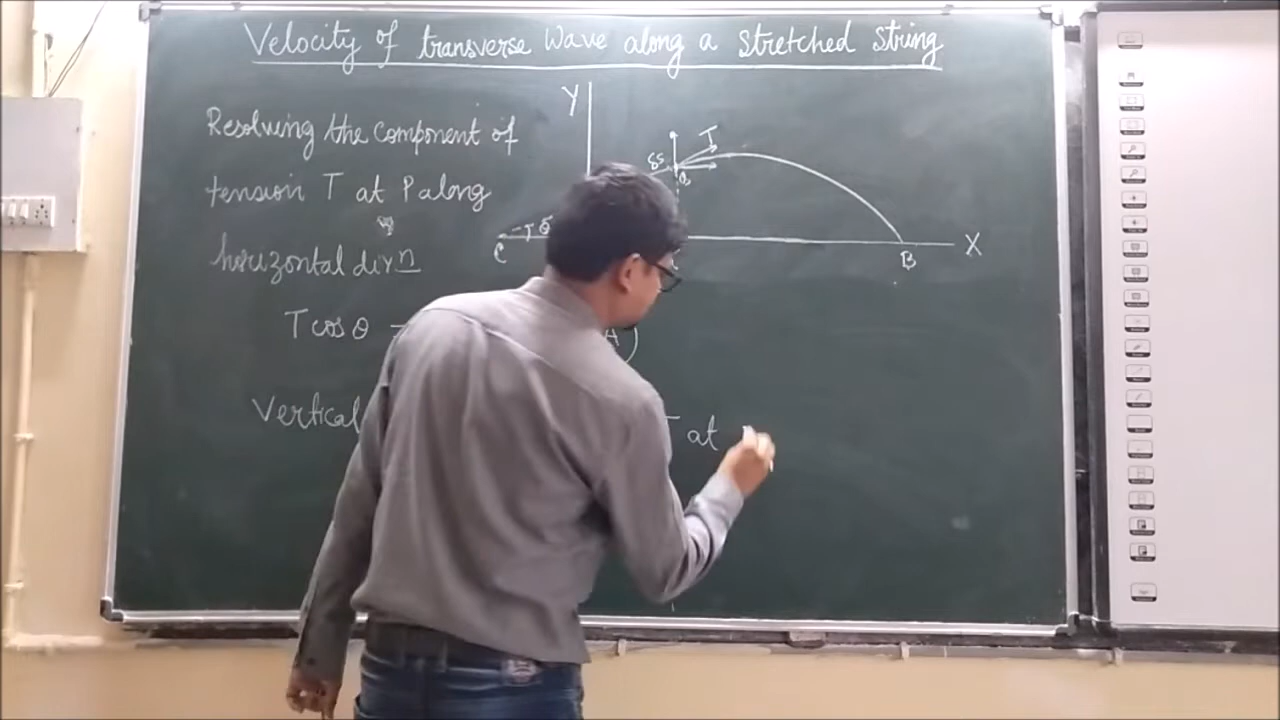 Velocity of transverse wave along a stretched string
Resolving the component of
tension T at P along
horizontal dirn
T cos θ
A)
Vertical
T at
Y
T
δs
Q
θ
C
B
X